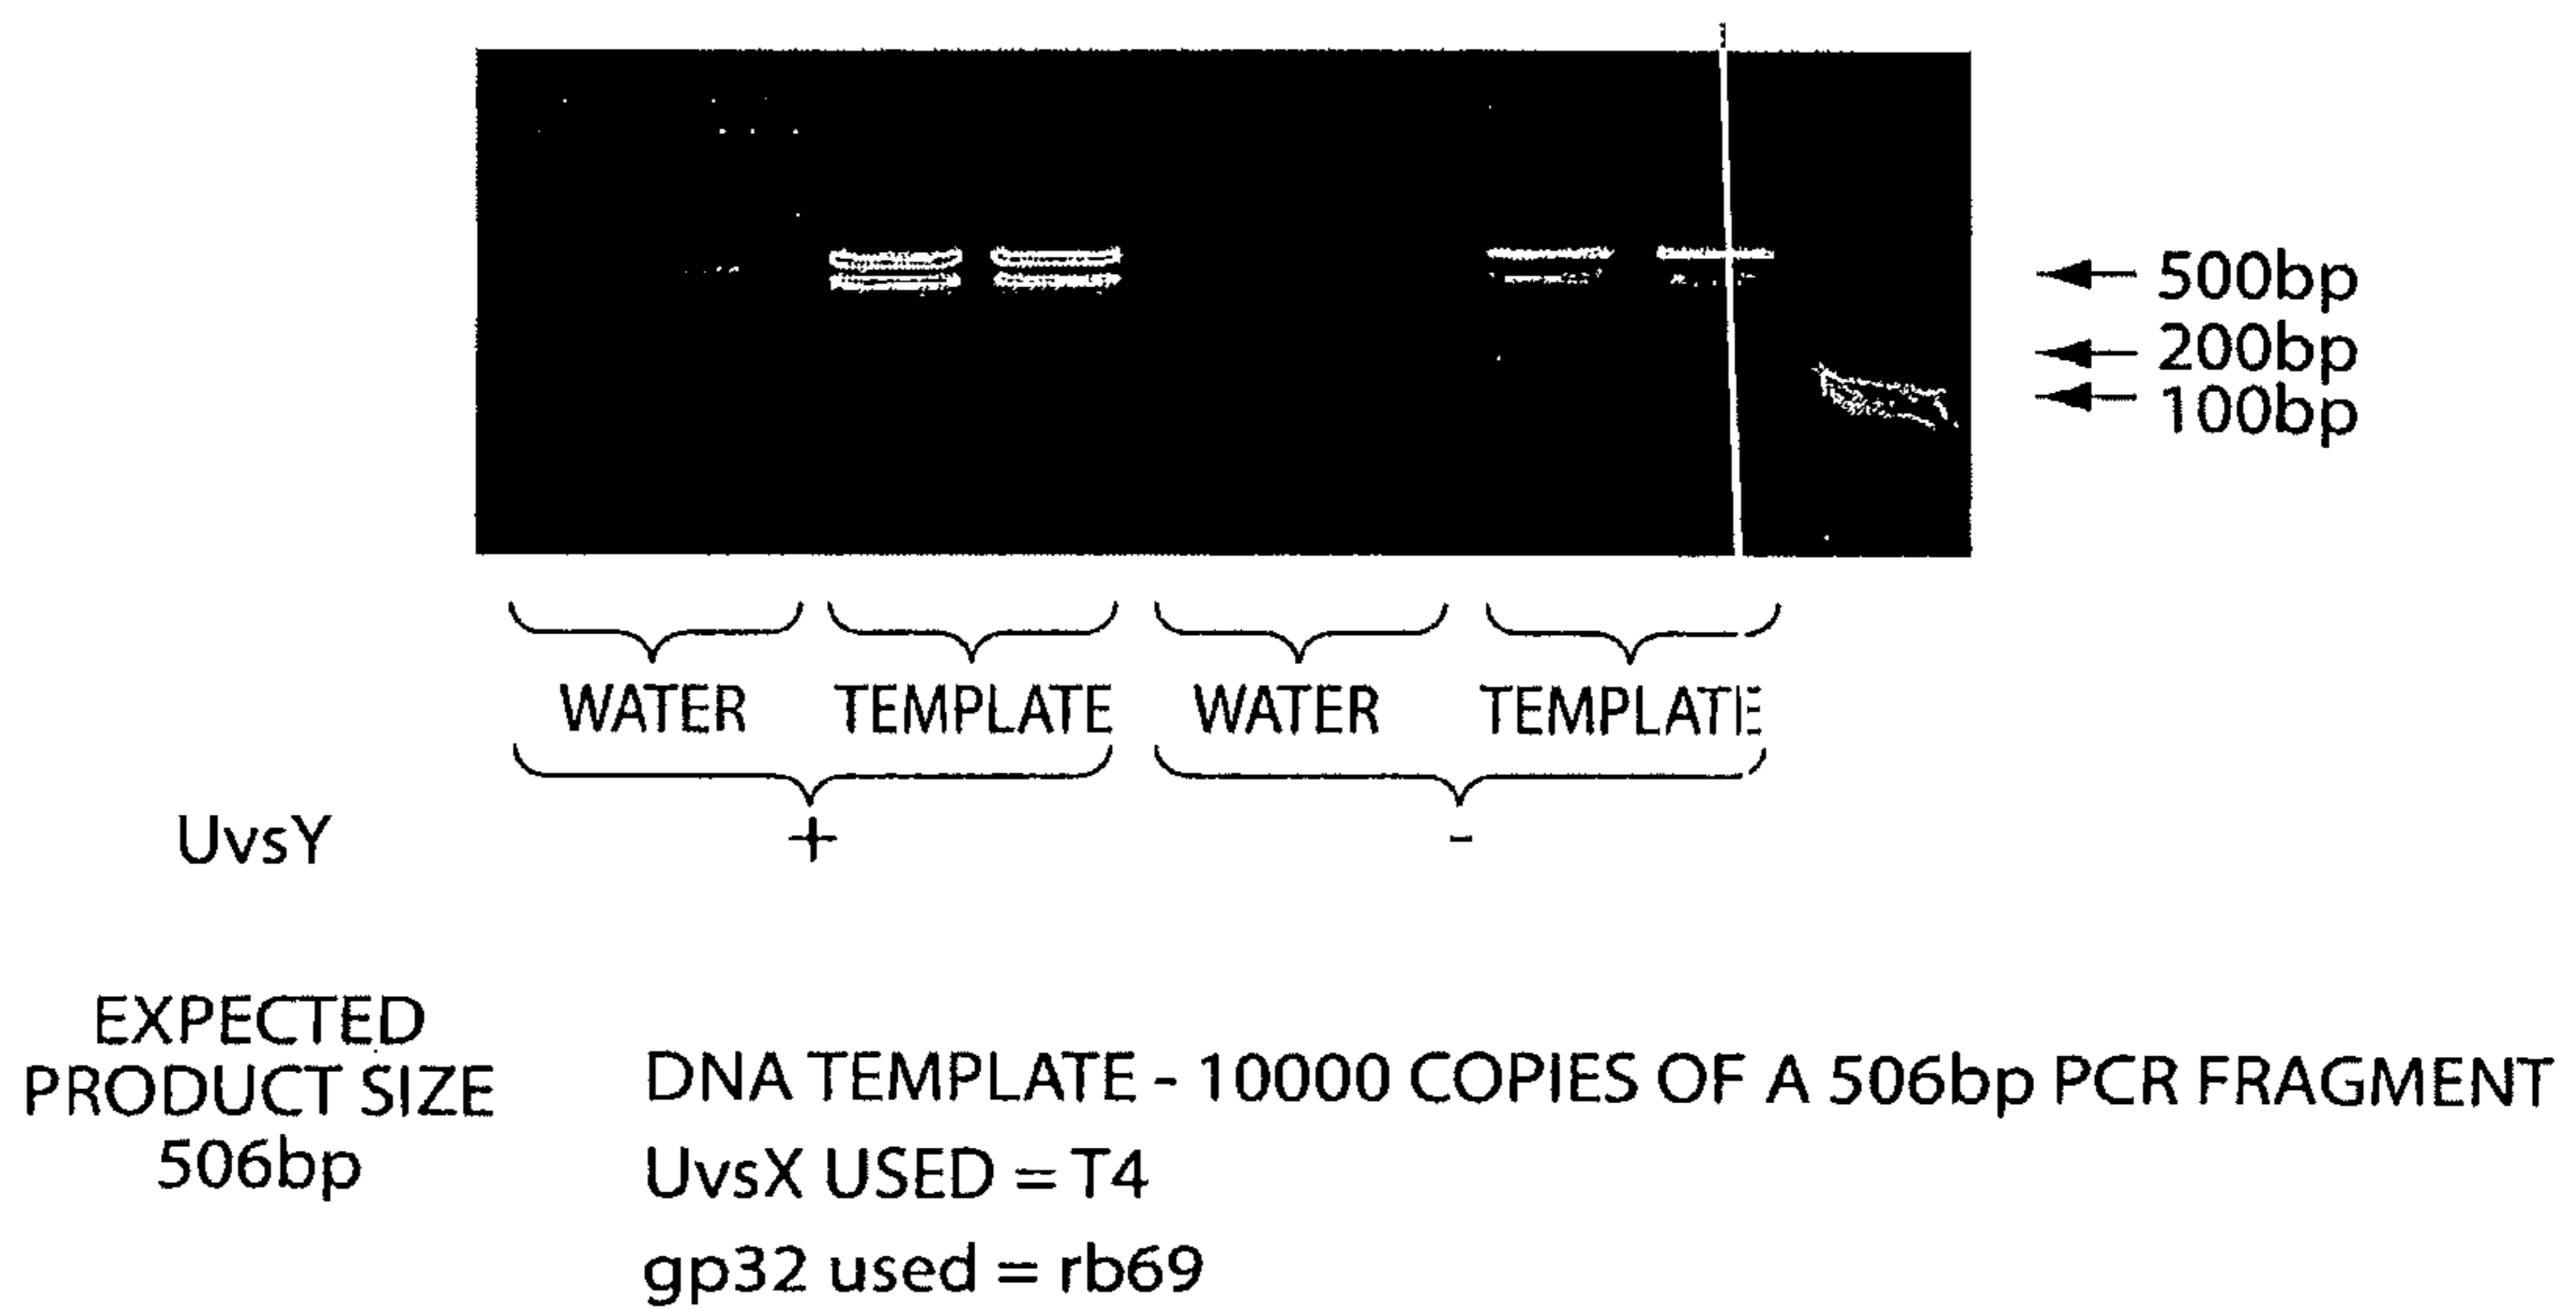 500bp
200bp
100bp
WATER TEMPLATE WATER TEMPLATE
UvsY + -
EXPECTED
PRODUCT SIZE
506bp
DNA TEMPLATE - 10000 COPIES OF A 506bp PCR FRAGMENT
UvsX USED = T4
gp32 used = rb69